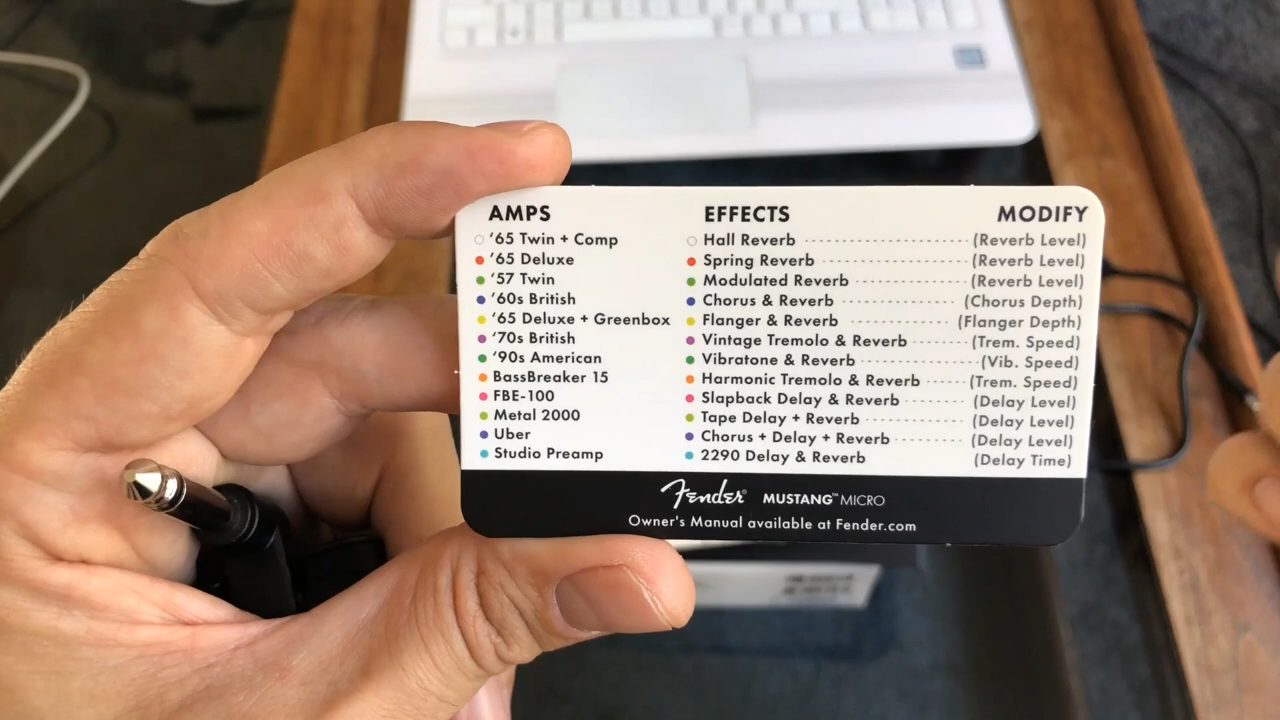 AMPS EFFECTS MODIFY
'65 Twin + Comp Hall Reverb (Reverb Level)
'65 Deluxe Spring Reverb (Reverb Level)
'57 Twin Modulated Reverb (Reverb Level)
'60s British Chorus & Reverb (Chorus Depth)
'65 Deluxe + Greenbox Flanger & Reverb (Flanger Depth)
'70s British Vintage Tremolo & Reverb (Trem. Speed)
'90s American Vibratone & Reverb (Vib. Speed)
BassBreaker 15 Harmonic Tremolo & Reverb (Trem. Speed)
FBE-100 Slapback Delay & Reverb (Delay Level)
Metal 2000 Tape Delay + Reverb (Delay Level)
Uber Chorus + Delay + Reverb (Delay Level)
Studio Preamp 2290 Delay & Reverb (Delay Time)
Fender MUSTANG™ MICRO
Owner's Manual available at Fender.com